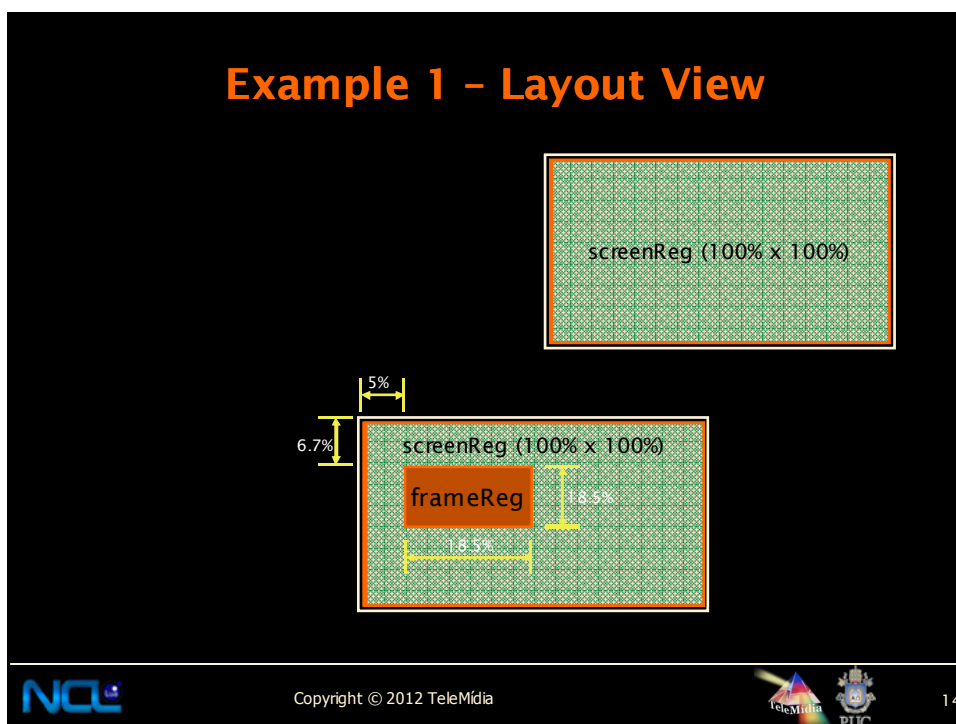 Example 1 – Layout View
screenReg (100% x 100%)
5%
6.7%
screenReg (100% x 100%)
frameReg
18.5%
18.5%
NCL
Copyright © 2012 TeleMídia
TeleMídia
PUC
14